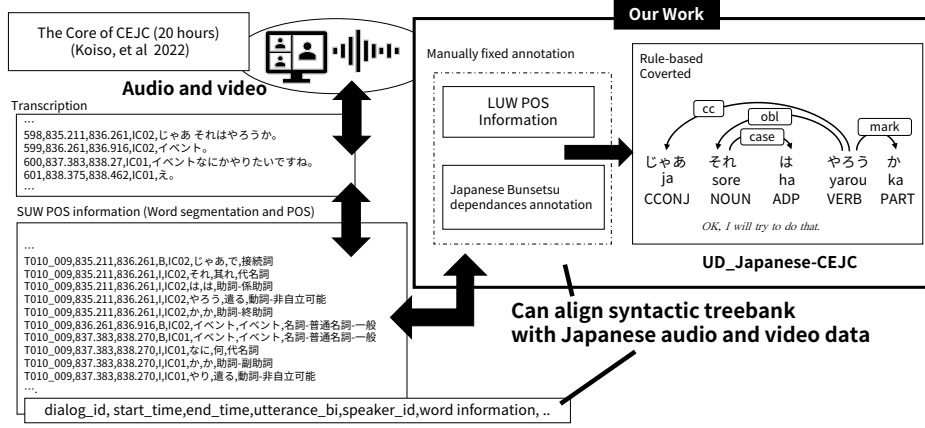 The Core of CEJC (20 hours)
(Koiso, et al 2022)
Audio and video
Transcription
…
598,835.211,836.261,IC02,じゃあ それはやろうか。
599,836.261,836.916,IC02,イベント。
600,837.383,838.27,IC01,イベントなにかやりたいですね。
601,838.375,838.462,IC01,え。
…
SUW POS information (Word segmentation and POS)
…
T010_009,835.211,836.261,B,IC02,じゃあ,で,接続詞
T010_009,835.211,836.261,I,IC02,それ,其れ,代名詞
T010_009,835.211,836.261,I,IC02,は,は,助詞-係助詞
T010_009,835.211,836.261,I,IC02,やろう,遣る,動詞-非自立可能
T010_009,835.211,836.261,I,IC02,か,か,助詞-終助詞
T010_009,836.261,836.916,B,IC02,イベント,イベント,名詞-普通名詞-一般
T010_009,837.383,838.270,B,IC01,イベント,イベント,名詞-普通名詞-一般
T010_009,837.383,838.270,I,IC01,なに,何,代名詞
T010_009,837.383,838.270,I,IC01,か,か,助詞-副助詞
T010_009,837.383,838.270,I,IC01,やり,遣る,動詞-非自立可能
….
dialog_id, start_time,end_time,utterance_bi,speaker_id,word information, ..
Our Work
Manually fixed annotation
LUW POS
Information
Japanese Bunsetsu
dependances annotation
Rule-based
Coverted
cc
obl
case
mark
じゃあ それ は やろう か
ja sore ha yarou ka
CCONJ NOUN ADP VERB PART
OK, I will try to do that.
UD_Japanese-CEJC
Can align syntactic treebank
with Japanese audio and video data